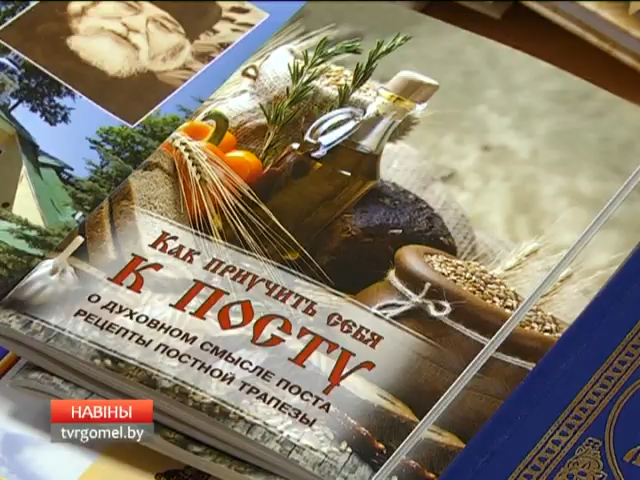 Как приучить себя
к посту
О ДУХОВНОМ СМЫСЛЕ ПОСТА
РЕЦЕПТЫ ПОСТНОЙ ТРАПЕЗЫ
НАВІНЫ
tvrgomel.by